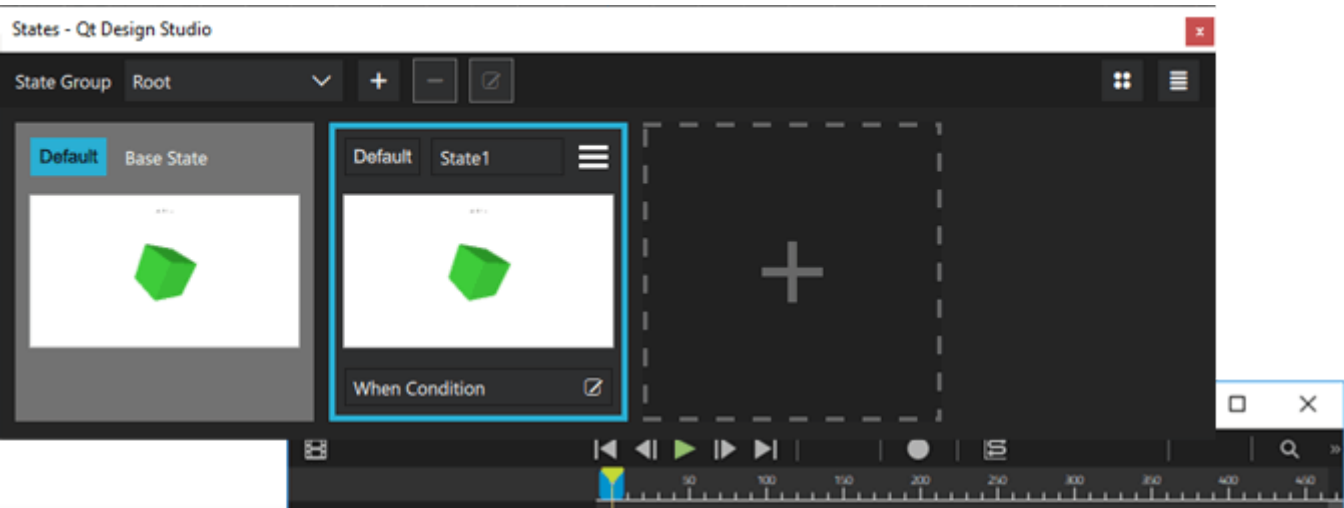 States - Qt Design Studio
State Group Root
Default Base State
Default State1
When Condition
50 100 150 200 250 300 350 400 450